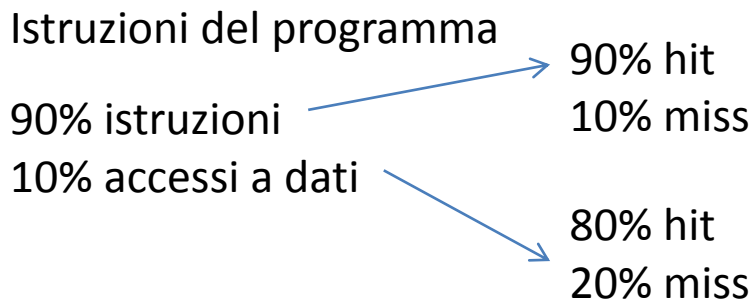 Istruzioni del programma
90% istruzioni
10% accessi a dati
90% hit
10% miss
80% hit
20% miss